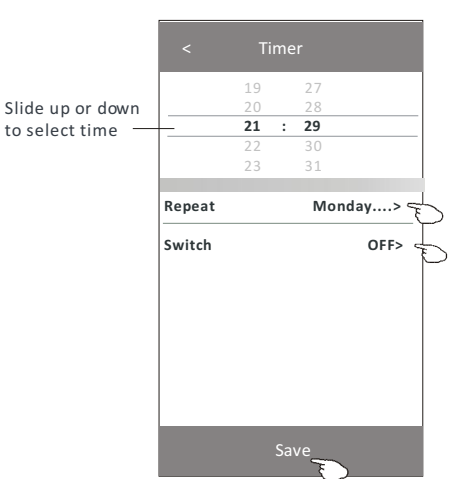 < Timer
19 27
20 28
Slide up or down
to select time
21 : 29
22 30
23 31
Repeat Monday....>
Switch OFF>
Save